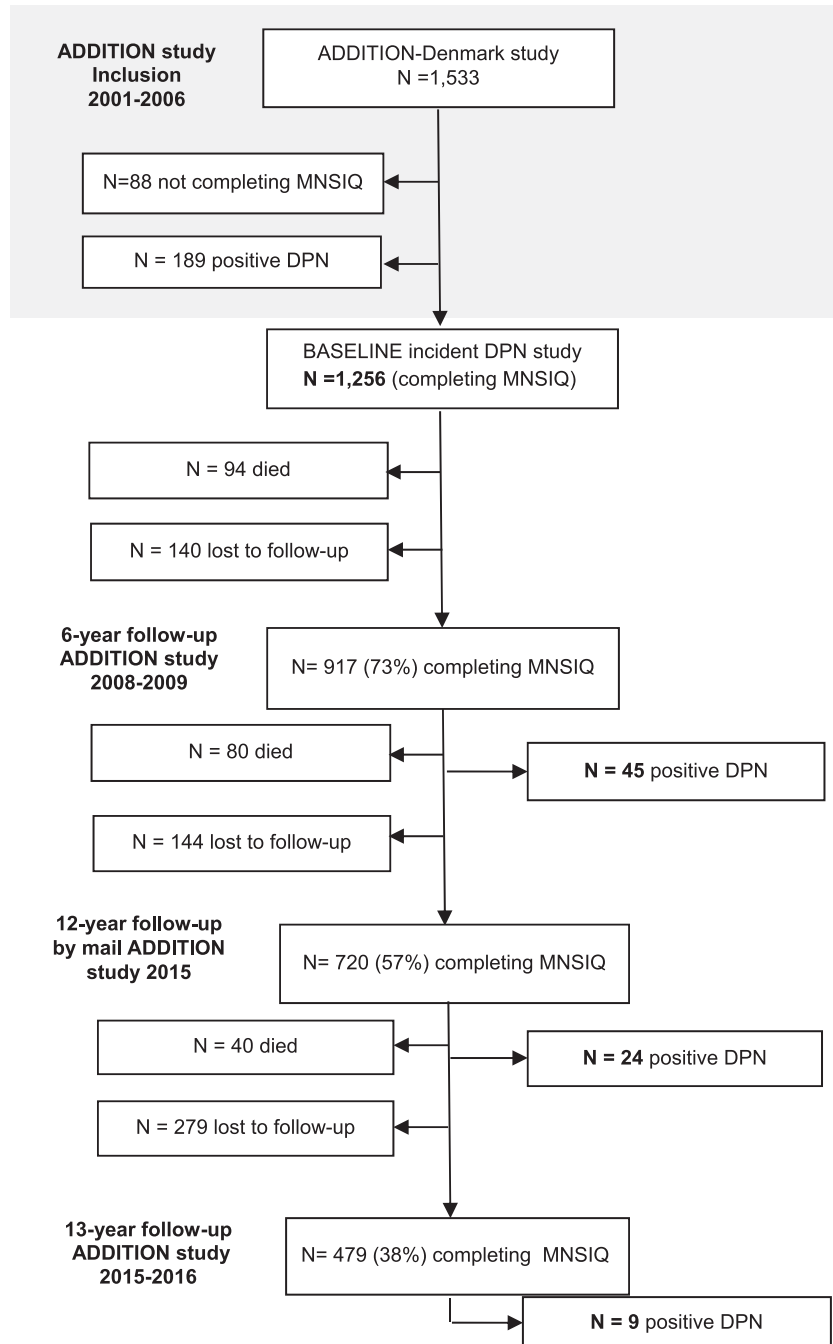 ADDITION study
Inclusion
2001-2006
ADDITION-Denmark study
N =1,533
N=88 not completing MNSIQ
N = 189 positive DPN
BASELINE incident DPN study
N =1,256 (completing MNSIQ)
N = 94 died
N = 140 lost to follow-up
6-year follow-up
ADDITION study
2008-2009
N= 917 (73%) completing MNSIQ
N = 80 died
N = 45 positive DPN
N = 144 lost to follow-up
12-year follow-up
by mail ADDITION
study 2015
N= 720 (57%) completing MNSIQ
N = 40 died
N = 24 positive DPN
N = 279 lost to follow-up
13-year follow-up
ADDITION study
2015-2016
N= 479 (38%) completing MNSIQ
N = 9 positive DPN